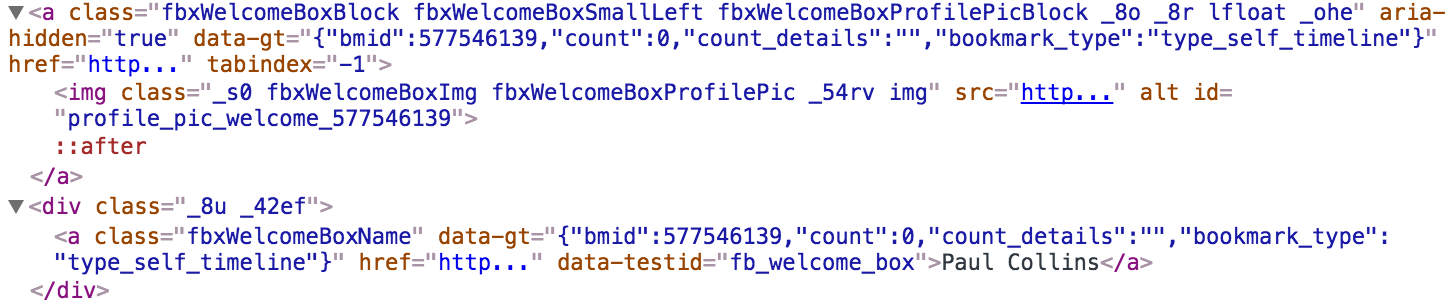 ▼<a class="fbxWelcomeBoxBlock fbxWelcomeBoxSmallLeft fbxWelcomeBoxProfilePicBlock _8o _8r lfloat _ohe" aria-
hidden="true" data-gt="{"bmid":577546139,"count":0,"count_details":"","bookmark_type":"type_self_timeline"}"
href="http..." tabindex="-1">
<img class="_s0 fbxWelcomeBoxImg fbxWelcomeBoxProfilePic _54rv img" src="http..." alt id=
"profile_pic_welcome_577546139">
::after
</a>
▼<div class="_8u _42ef">
<a class="fbxWelcomeBoxName" data-gt="{"bmid":577546139,"count":0,"count_details":"","bookmark_type":
"type_self_timeline"}" href="http..." data-testid="fb_welcome_box">Paul Collins</a>
</div>